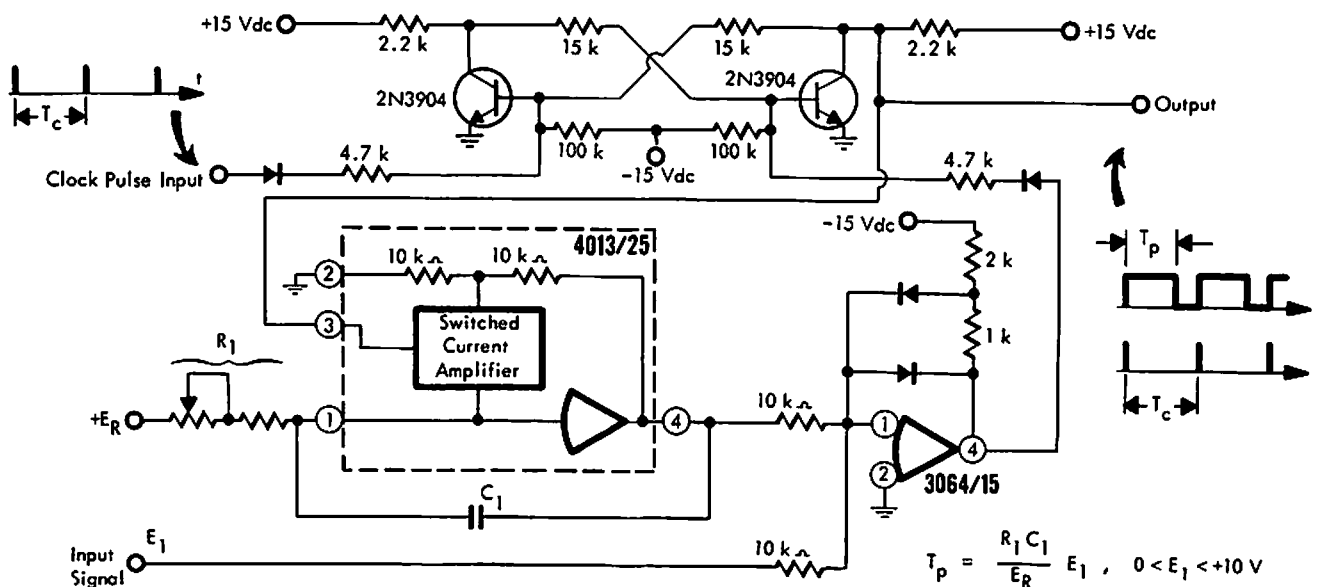 +15 Vdc
2.2 k
15 k
15 k
2.2 k
+15 Vdc
t
T_c
2N3904
2N3904
Output
100 k
100 k
4.7 k
4.7 k
Clock Pulse Input
-15 Vdc
4013/25
-15 Vdc
T_p
10 k Ω
10 k Ω
2
2 k
3
Switched
Current
Amplifier
1 k
R_1
T_c
+E_R
1
4
10 k Ω
1
4
2
3064/15
C_1
E_1
Input
Signal
10 k Ω
T_p = R_1 C_1 / E_R E_1 , 0 < E_1 < +10 V